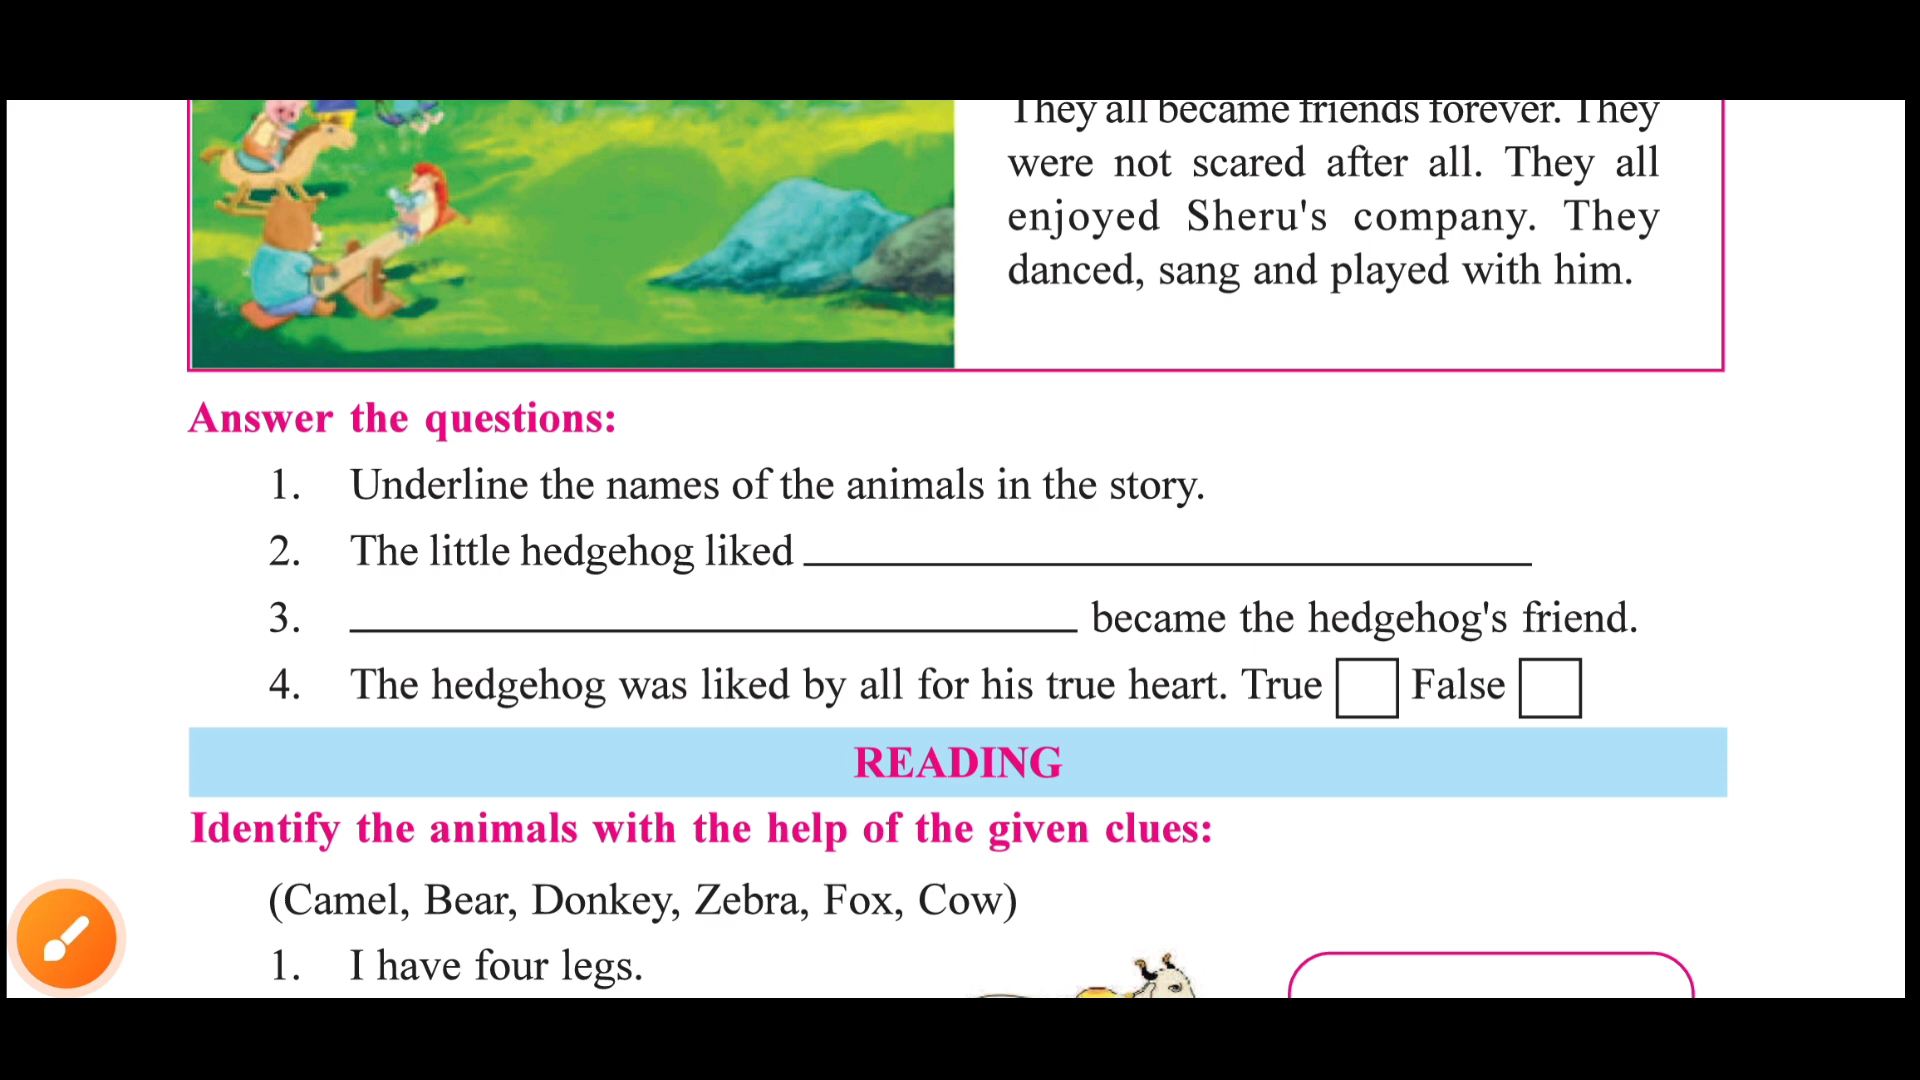 They all became friends forever. They
were not scared after all. They all
enjoyed Sheru's company. They
danced, sang and played with him.
Answer the questions:
1. Underline the names of the animals in the story.
2. The little hedgehog liked
3. became the hedgehog's friend.
4. The hedgehog was liked by all for his true heart. True False
READING
Identify the animals with the help of the given clues:
(Camel, Bear, Donkey, Zebra, Fox, Cow)
1. I have four legs.